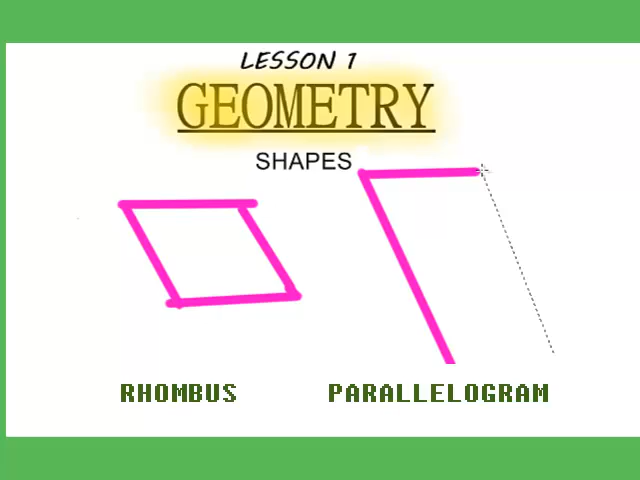 LESSON 1
GEOMETRY
SHAPES
RHOMBUS PARALLELOGRAM